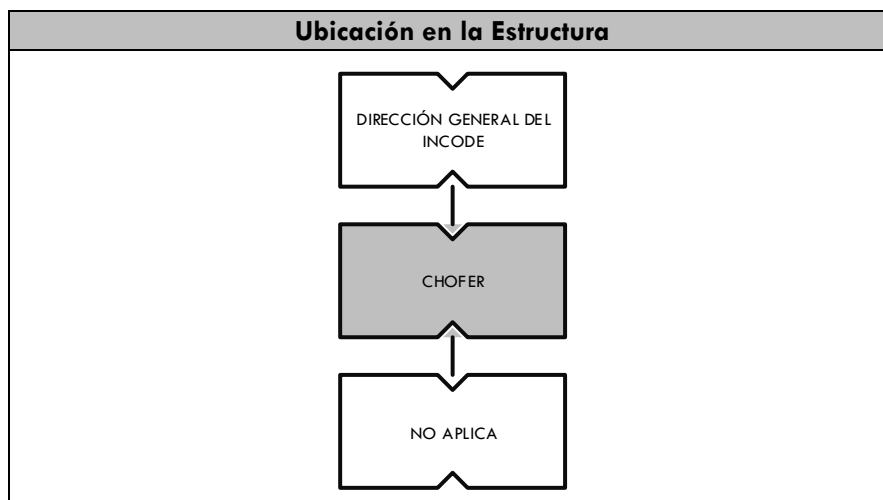 Ubicación en la Estructura
DIRECCIÓN GENERAL DEL
INCODE
CHOFER
NO APLICA